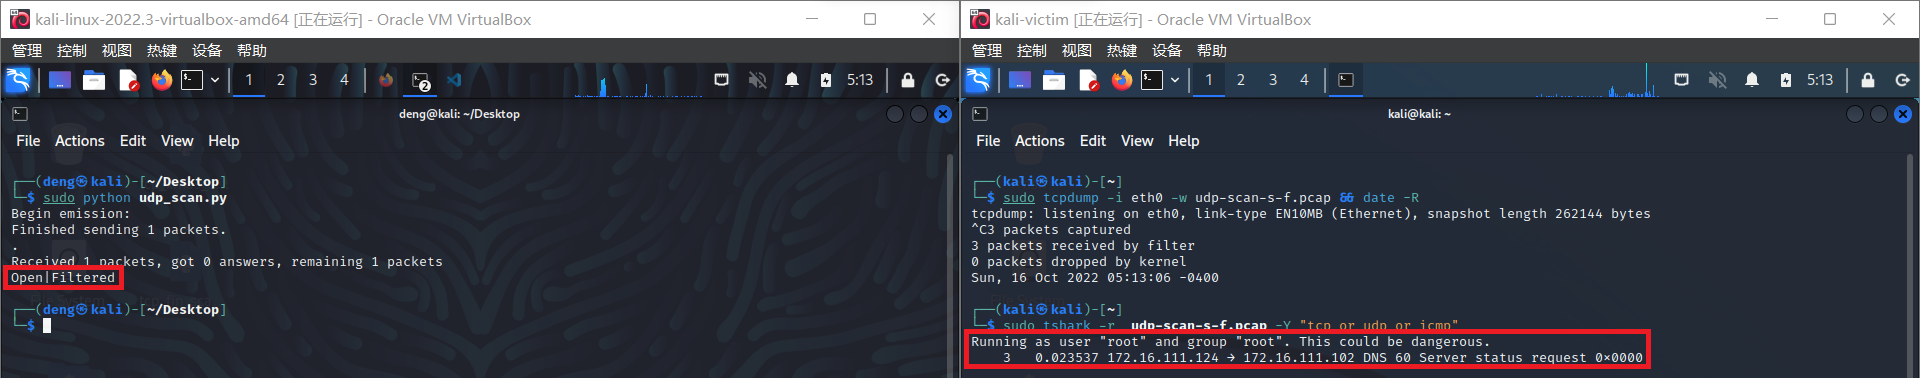 kali-linux-2022.3-virtualbox-amd64 [正在运行] - Oracle VM VirtualBox
管理 控制 视图 热键 设备 帮助
1 2 3 4 2 5:13
deng@kali: ~/Desktop
File Actions Edit View Help
(deng㉿kali)-[~/Desktop]
$ sudo python udp_scan.py
Begin emission:
Finished sending 1 packets.
.
Received 1 packets, got 0 answers, remaining 1 packets
Open|Filtered
(deng㉿kali)-[~/Desktop]
$
kali-victim [正在运行] - Oracle VM VirtualBox
管理 控制 视图 热键 设备 帮助
1 2 3 4 5:13
kali@kali: ~
File Actions Edit View Help
(kali㉿kali)-[~]
$ sudo tcpdump -i eth0 -w udp-scan-s-f.pcap && date -R
tcpdump: listening on eth0, link-type EN10MB (Ethernet), snapshot length 262144 bytes
^C3 packets captured
3 packets received by filter
0 packets dropped by kernel
Sun, 16 Oct 2022 05:13:06 -0400
(kali㉿kali)-[~]
$ sudo tshark -r udp-scan-s-f.pcap -Y "tcp or udp or icmp"
Running as user "root" and group "root". This could be dangerous.
3 0.023537 172.16.111.124 → 172.16.111.102 DNS 60 Server status request 0×0000